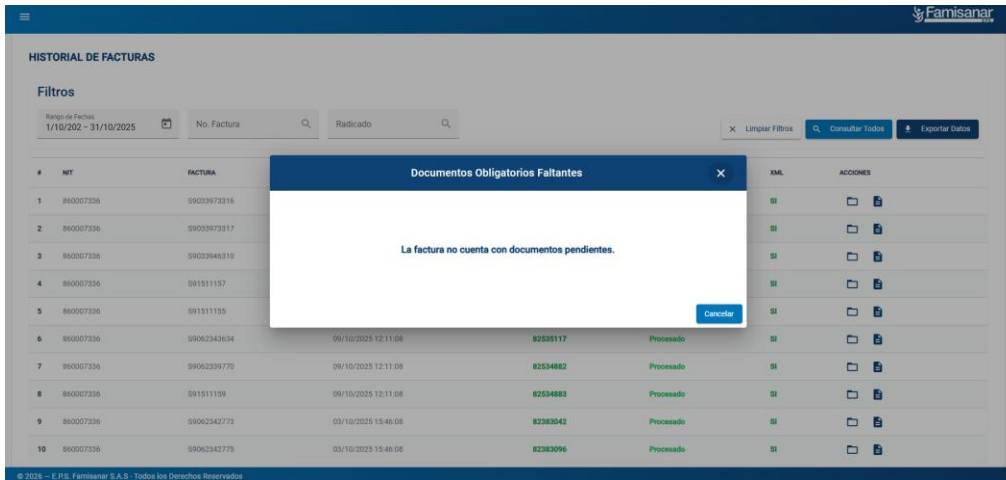 Famisanar
EPS
HISTORIAL DE FACTURAS
Filtros
Rango de Fechas
1/10/202 – 31/10/2025
No. Factura
Radicado
Limpiar Filtros
Consultar Todos
Exportar Datos
# NIT FACTURA XML ACCIONES
Documentos Obligatorios Faltantes
La factura no cuenta con documentos pendientes.
Cancelar
1 860007336 S9033973316 SI
2 860007336 S9033973317 SI
3 860007336 S9033946310 SI
4 860007336 S91511157 SI
5 860007336 S91511155 SI
6 860007336 S9062343634 09/10/2025 12:11:08 82535117 Procesado SI
7 860007336 S9062339770 09/10/2025 12:11:08 82534882 Procesado SI
8 860007336 S91511159 09/10/2025 12:11:08 82534883 Procesado SI
9 860007336 S9062342773 03/10/2025 15:46:08 82383042 Procesado SI
10 860007336 S9062342775 03/10/2025 15:46:08 82383096 Procesado SI
© 2026 — E.P.S. Famisanar S.A.S - Todos los Derechos Reservados